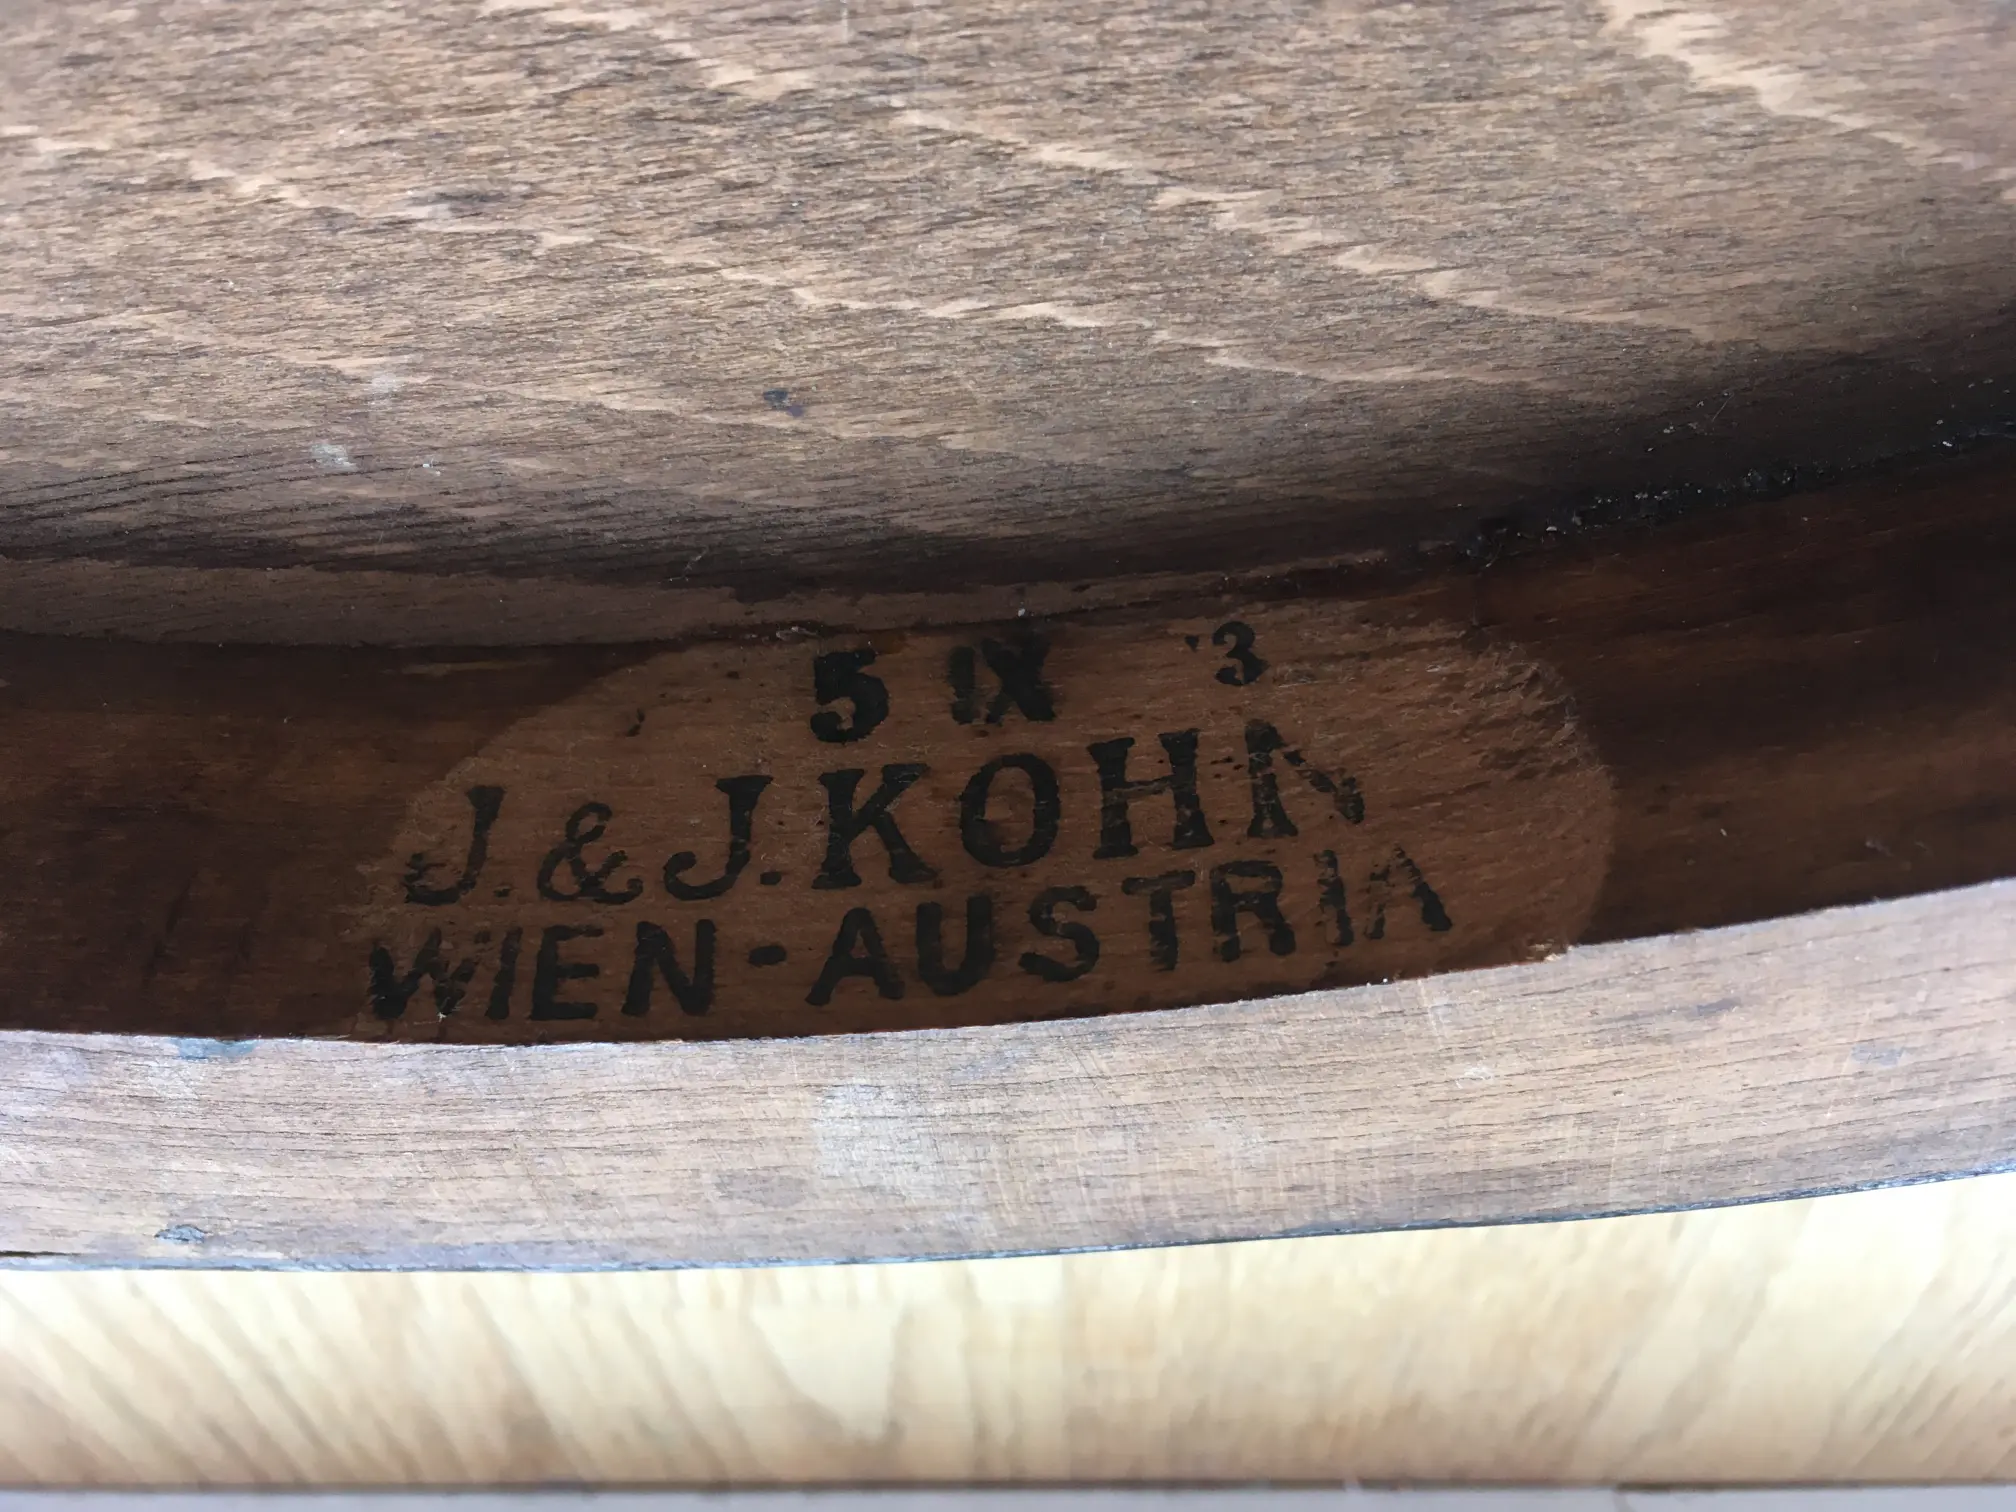 5 IX 3
J. & J. KOHN
WIEN-AUSTRIA